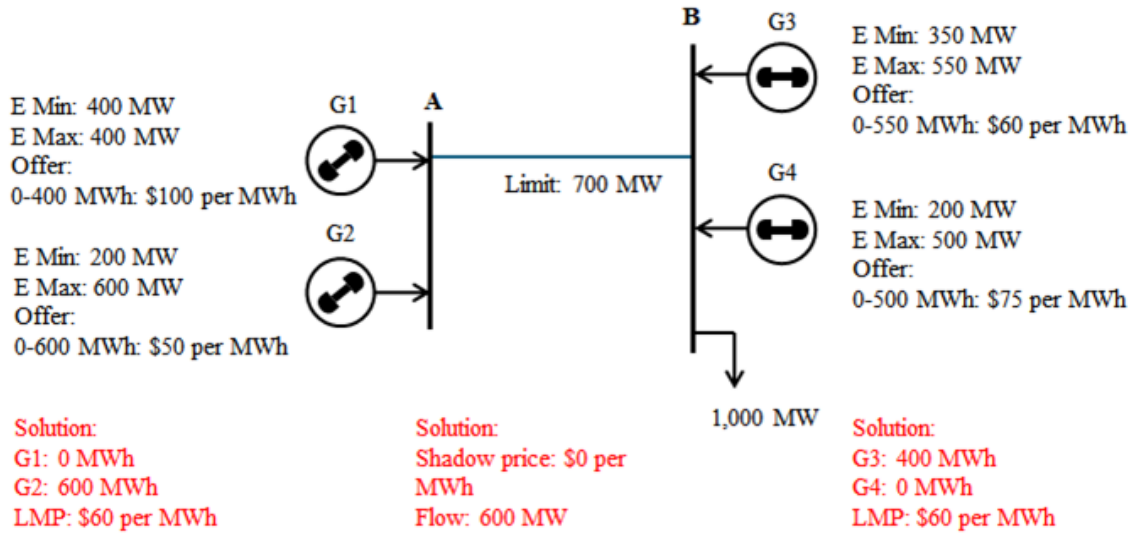 E Min: 400 MW
E Max: 400 MW
Offer:
0-400 MWh: $100 per MWh
G1
A
E Min: 200 MW
E Max: 600 MW
Offer:
0-600 MWh: $50 per MWh
G2
Limit: 700 MW
B
G3
E Min: 350 MW
E Max: 550 MW
Offer:
0-550 MWh: $60 per MWh
G4
E Min: 200 MW
E Max: 500 MW
Offer:
0-500 MWh: $75 per MWh
1,000 MW
Solution:
G1: 0 MWh
G2: 600 MWh
LMP: $60 per MWh
Solution:
Shadow price: $0 per
MWh
Flow: 600 MW
Solution:
G3: 400 MWh
G4: 0 MWh
LMP: $60 per MWh